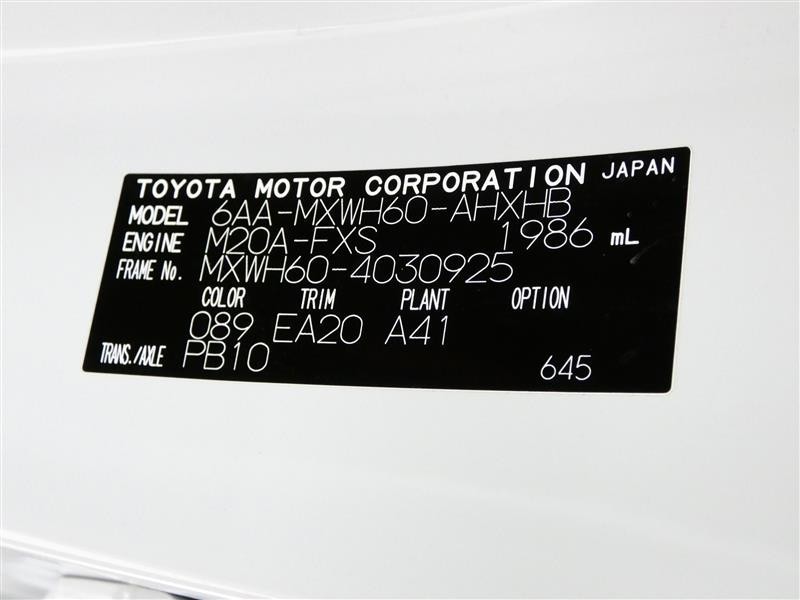 TOYOTA MOTOR CORPORATION JAPAN
MODEL 6AA-MXWH60-AHXHB
ENGINE M20A-FXS 1986 mL
FRAME No. MXWH60-4030925
COLOR TRIM PLANT OPTION
089 EA20 A41
TRANS./AXLE PB10 645